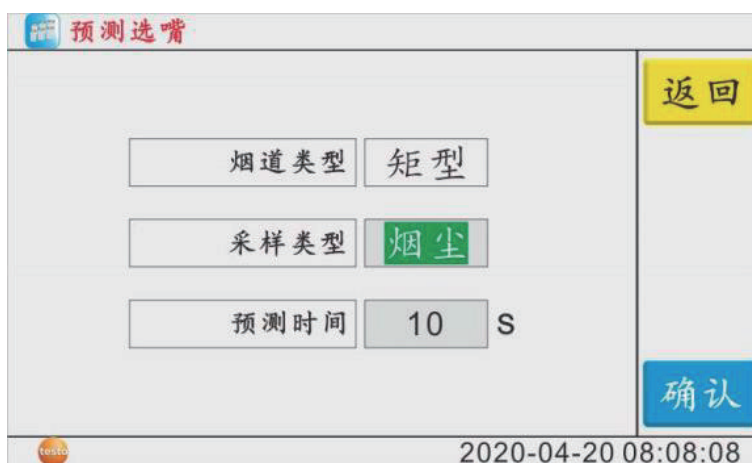 预测选嘴
返回
烟道类型 矩型
采样类型 烟尘
预测时间 10 S
确认
testo 2020-04-20 08:08:08